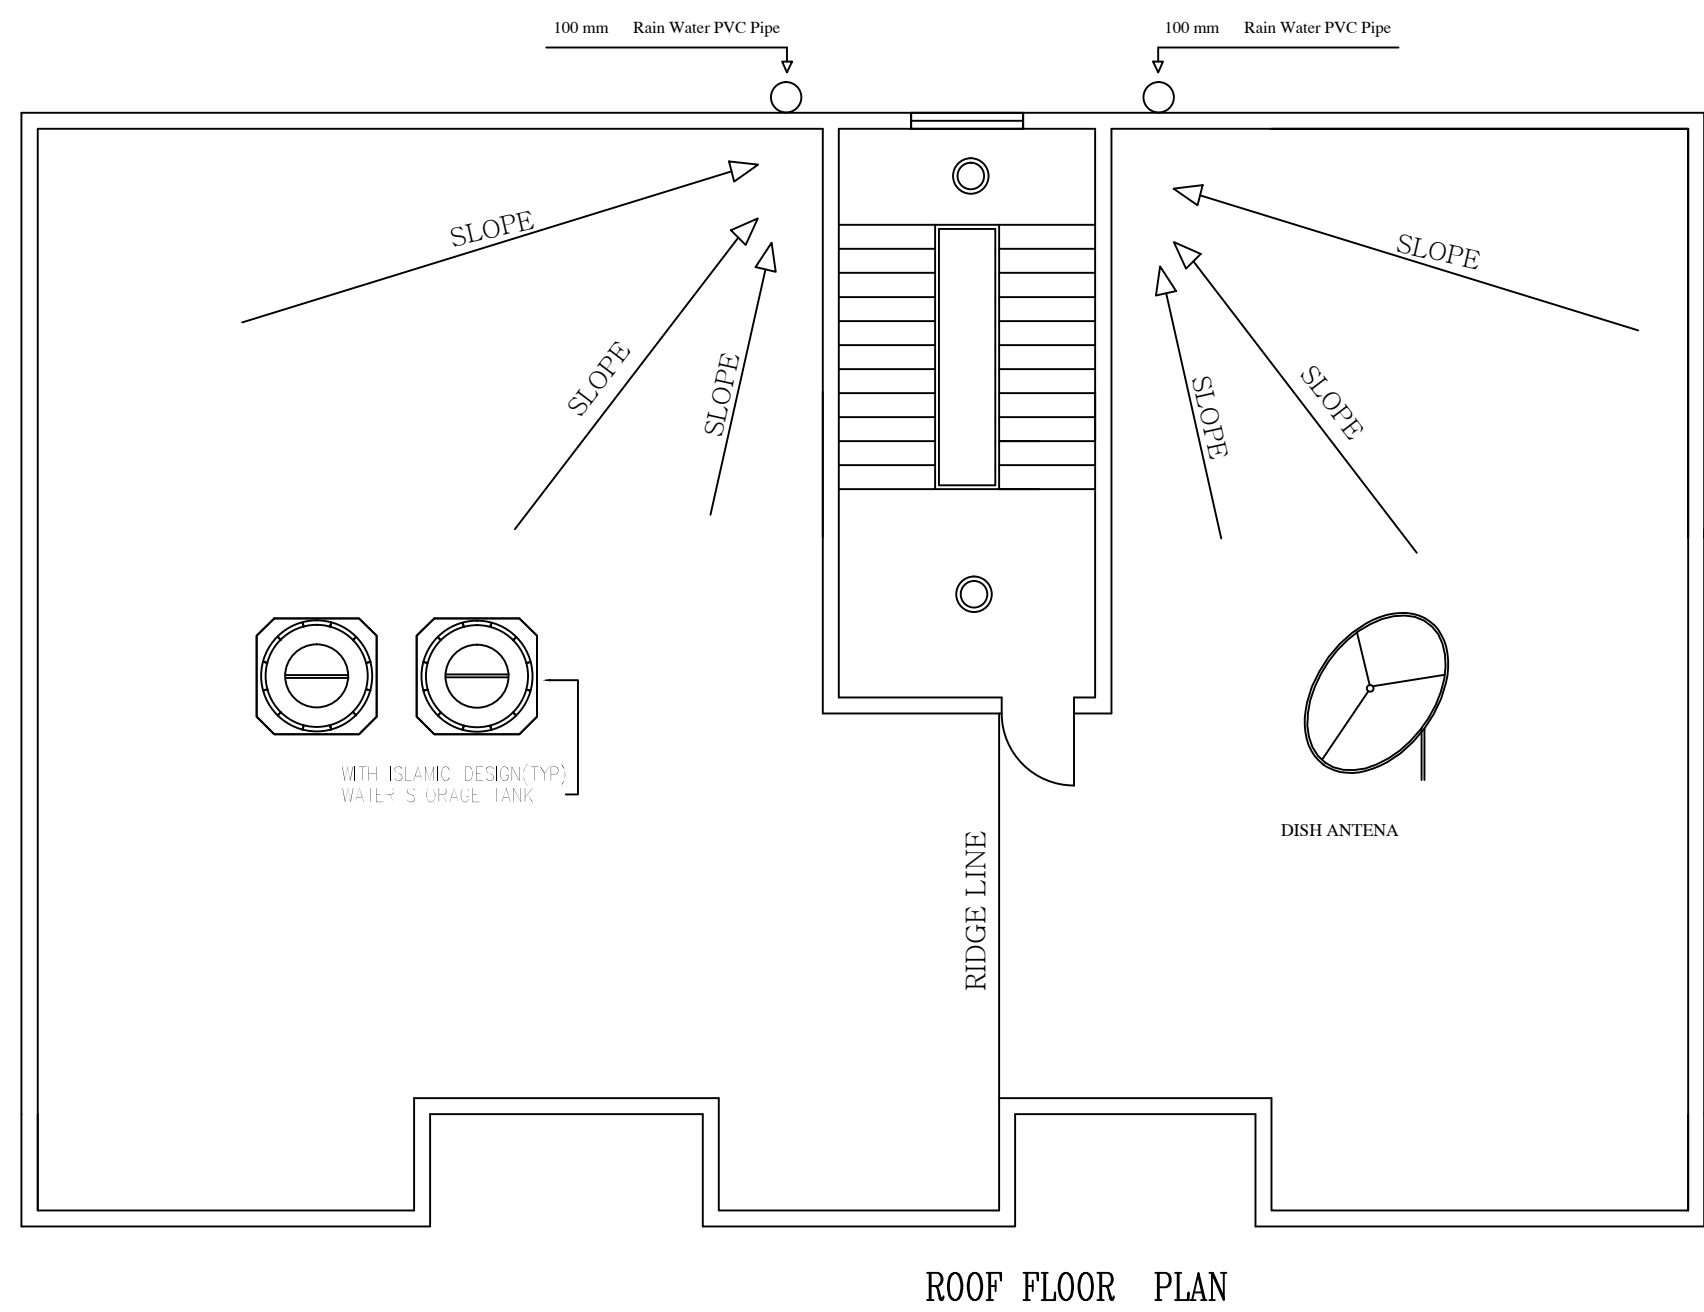 100 mm Rain Water PVC Pipe
100 mm Rain Water PVC Pipe
SLOPE
SLOPE
SLOPE
SLOPE
SLOPE
SLOPE
WITH ISLAMIC DESIGN(TYP)
WATER STORAGE TANK
RIDGE LINE
DISH ANTENA
ROOF FLOOR PLAN